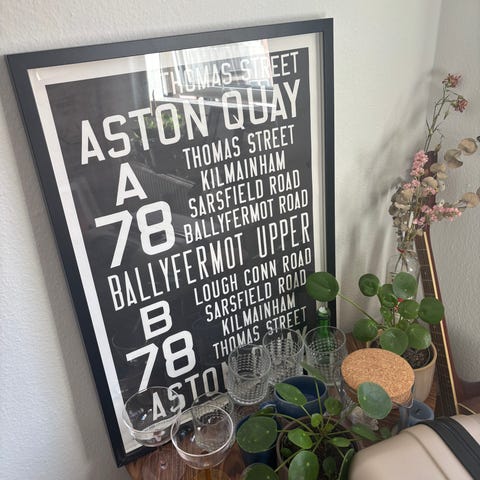 THOMAS STREET
ASTON QUAY
A
78
THOMAS STREET
KILMAINHAM
SARSFIELD ROAD
BALLYFERMOT ROAD
BALLYFERMOT UPPER
B
78
LOUGH CONN ROAD
SARSFIELD ROAD
KILMAINHAM
THOMAS STREET